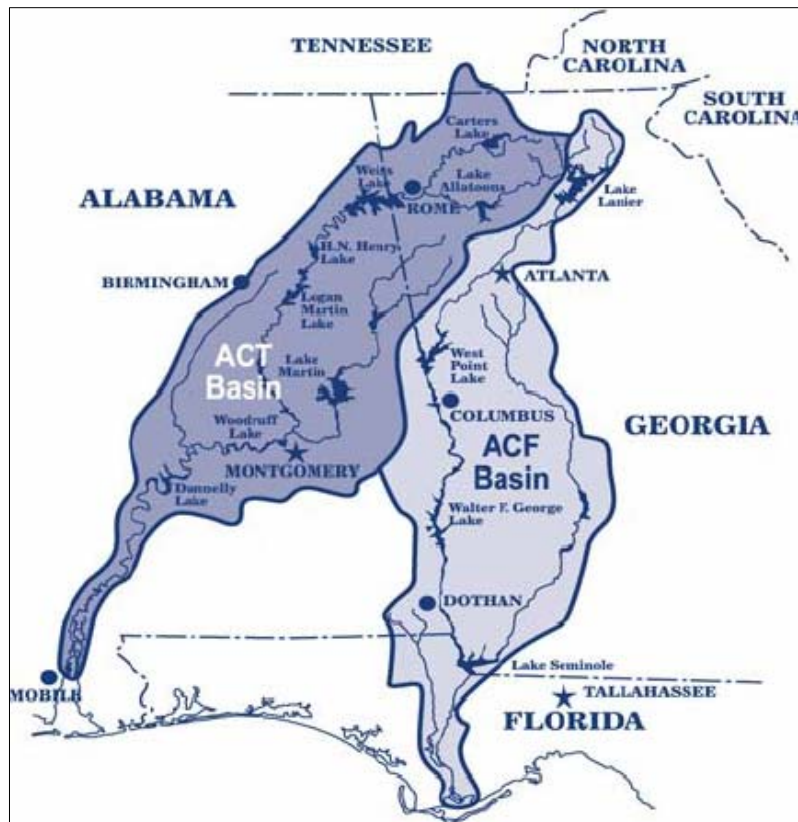 TENNESSEE
NORTH
CAROLINA
SOUTH
CAROLINA
Carters
Lake
Weiss
Lake
Lake
Allatoona
ROME
Lake
Lanier
ALABAMA
H.N. Henry
Lake
BIRMINGHAM
ATLANTA
Logan
Martin
Lake
ACT
Basin
Lake
Martin
West
Point
Lake
COLUMBUS
GEORGIA
Woodruff
Lake
ACF
Basin
MONTGOMERY
Dannelly
Lake
Walter F. George
Lake
DOTHAN
Lake Seminole
MOBILE
TALLAHASSEE
FLORIDA